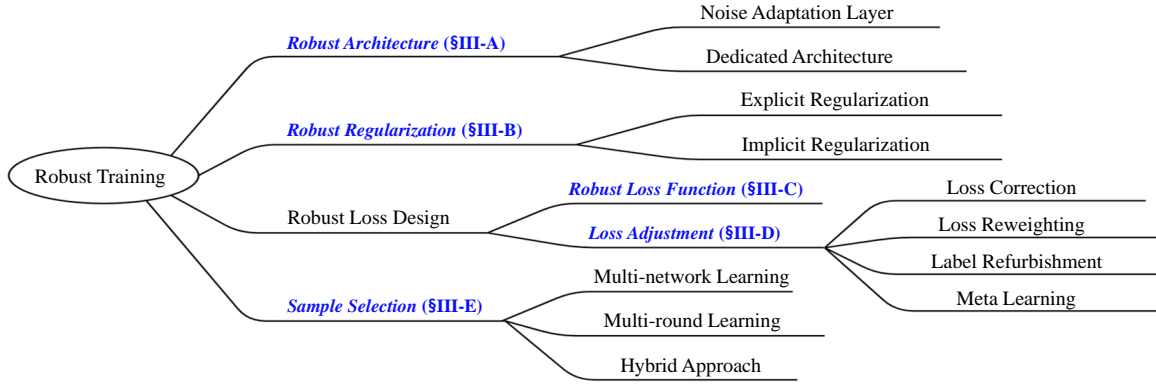 Robust Training
Robust Architecture (§III-A)
Noise Adaptation Layer
Dedicated Architecture
Robust Regularization (§III-B)
Explicit Regularization
Implicit Regularization
Robust Loss Design
Robust Loss Function (§III-C)
Loss Adjustment (§III-D)
Loss Correction
Loss Reweighting
Label Refurbishment
Meta Learning
Sample Selection (§III-E)
Multi-network Learning
Multi-round Learning
Hybrid Approach